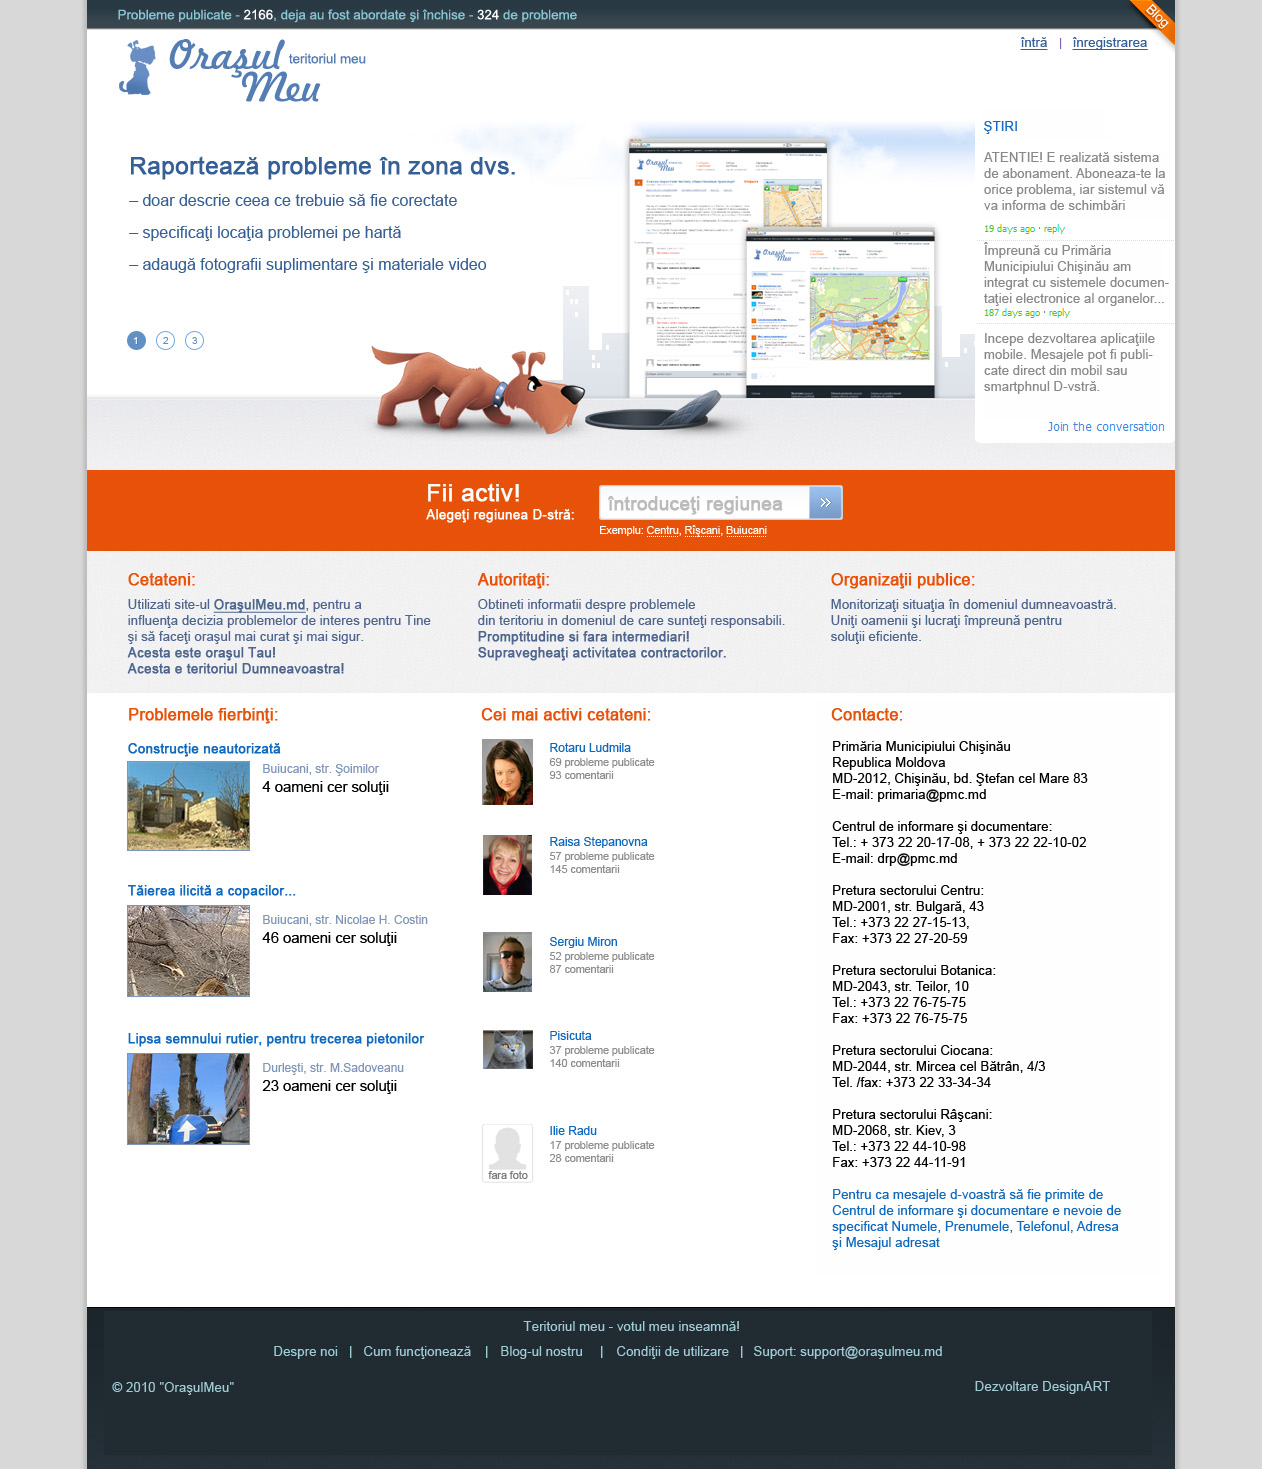 Probleme publicate - 2166, deja au fost abordate şi închise - 324 de probleme
Blog
Oraşul Meu
teritoriul meu
întră | înregistrarea
Raportează probleme în zona dvs.
– doar descrie ceea ce trebuie să fie corectate
– specificaţi locaţia problemei pe hartă
– adaugă fotografii suplimentare şi materiale video
1 2 3
ŞTIRI
ATENTIE! E realizată sistema
de abonament. Aboneaza-te la
orice problema, iar sistemul vă
va informa de schimbări
19 days ago · reply
Împreună cu Primăria
Municipiului Chişinău am
integrat cu sistemele documen-
taţiei electronice al organelor...
187 days ago · reply
Incepe dezvoltarea aplicaţiile
mobile. Mesajele pot fi publi-
cate direct din mobil sau
smartphnul D-vstră.
Join the conversation
Fii activ!
Alegeţi regiunea D-stră:
întroduceţi regiunea
»
Exemplu: Centru, Rîşcani, Buiucani
Cetateni:
Utilizati site-ul OraşulMeu.md, pentru a
influenţa decizia problemelor de interes pentru Tine
şi să faceţi oraşul mai curat şi mai sigur.
Acesta este oraşul Tau!
Acesta e teritoriul Dumneavoastra!
Autoritaţi:
Obtineti informatii despre problemele
din teritoriu in domeniul de care sunteţi responsabili.
Promptitudine si fara intermediari!
Supravegheaţi activitatea contractorilor.
Organizaţii publice:
Monitorizaţi situaţia în domeniul dumneavoastră.
Uniţi oamenii şi lucraţi împreună pentru
soluţii eficiente.
Problemele fierbinţi:
Construcţie neautorizată
Buiucani, str. Şoimilor
4 oameni cer soluţii
Tăierea ilicită a copacilor...
Buiucani, str. Nicolae H. Costin
46 oameni cer soluţii
Lipsa semnului rutier, pentru trecerea pietonilor
Durleşti, str. M.Sadoveanu
23 oameni cer soluţii
Cei mai activi cetateni:
Rotaru Ludmila
69 probleme publicate
93 comentarii
Raisa Stepanovna
57 probleme publicate
145 comentarii
Sergiu Miron
52 probleme publicate
87 comentarii
Pisicuta
37 probleme publicate
140 comentarii
Ilie Radu
17 probleme publicate
28 comentarii
fara foto
Contacte:
Primăria Municipiului Chişinău
Republica Moldova
MD-2012, Chişinău, bd. Ştefan cel Mare 83
E-mail: primaria@pmc.md
Centrul de informare şi documentare:
Tel.: + 373 22 20-17-08, + 373 22 22-10-02
E-mail: drp@pmc.md
Pretura sectorului Centru:
MD-2001, str. Bulgară, 43
Tel.: +373 22 27-15-13,
Fax: +373 22 27-20-59
Pretura sectorului Botanica:
MD-2043, str. Teilor, 10
Tel.: +373 22 76-75-75
Fax: +373 22 76-75-75
Pretura sectorului Ciocana:
MD-2044, str. Mircea cel Bătrân, 4/3
Tel. /fax: +373 22 33-34-34
Pretura sectorului Râşcani:
MD-2068, str. Kiev, 3
Tel.: +373 22 44-10-98
Fax: +373 22 44-11-91
Pentru ca mesajele d-voastră să fie primite de
Centrul de informare şi documentare e nevoie de
specificat Numele, Prenumele, Telefonul, Adresa
şi Mesajul adresat
Teritoriul meu - votul meu inseamnă!
Despre noi | Cum funcţionează | Blog-ul nostru | Condiţii de utilizare | Suport: support@oraşulmeu.md
© 2010 "OraşulMeu"
Dezvoltare DesignART